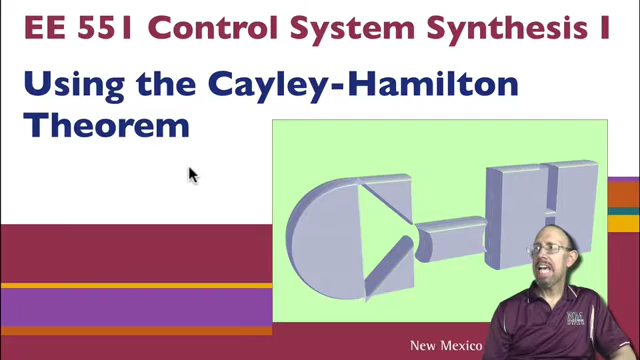 EE 551 Control System Synthesis I
Using the Cayley-Hamilton
Theorem
C-H
New Mexico